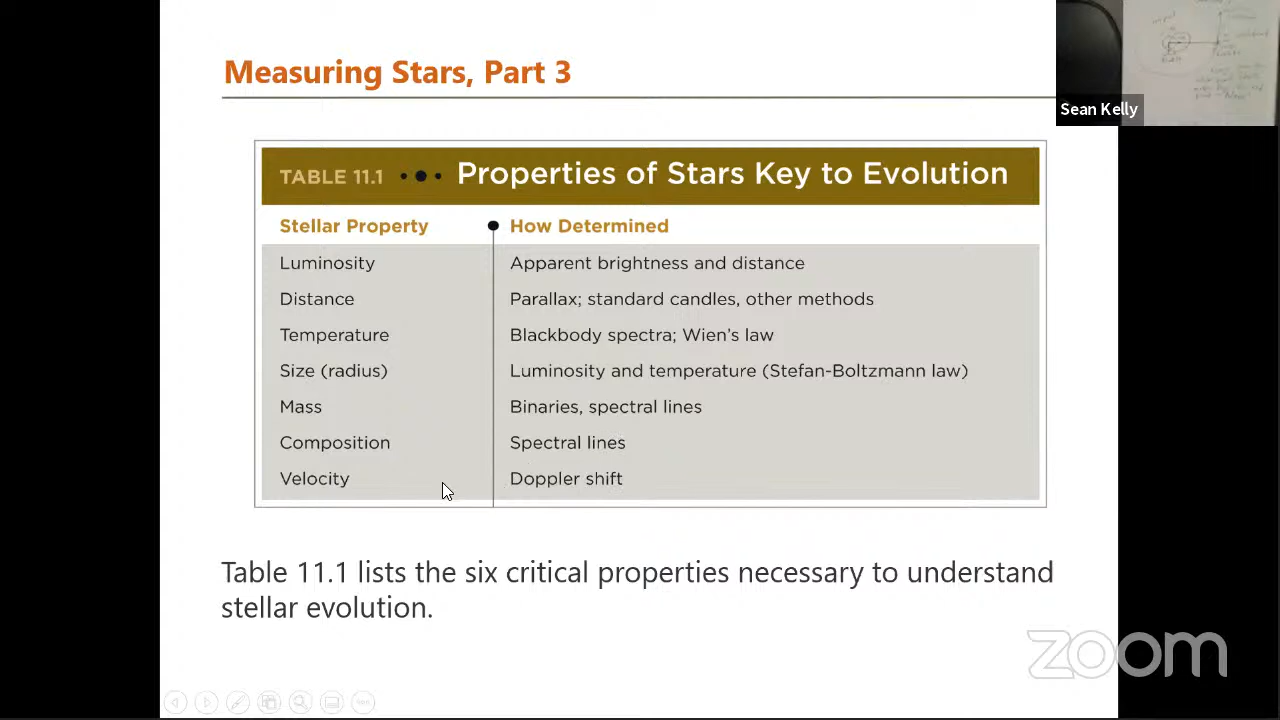 Measuring Stars, Part 3
Sean Kelly
TABLE 11.1 Properties of Stars Key to Evolution
Stellar Property How Determined
Luminosity Apparent brightness and distance
Distance Parallax; standard candles, other methods
Temperature Blackbody spectra; Wien's law
Size (radius) Luminosity and temperature (Stefan-Boltzmann law)
Mass Binaries, spectral lines
Composition Spectral lines
Velocity Doppler shift
Table 11.1 lists the six critical properties necessary to understand
stellar evolution.
zoom